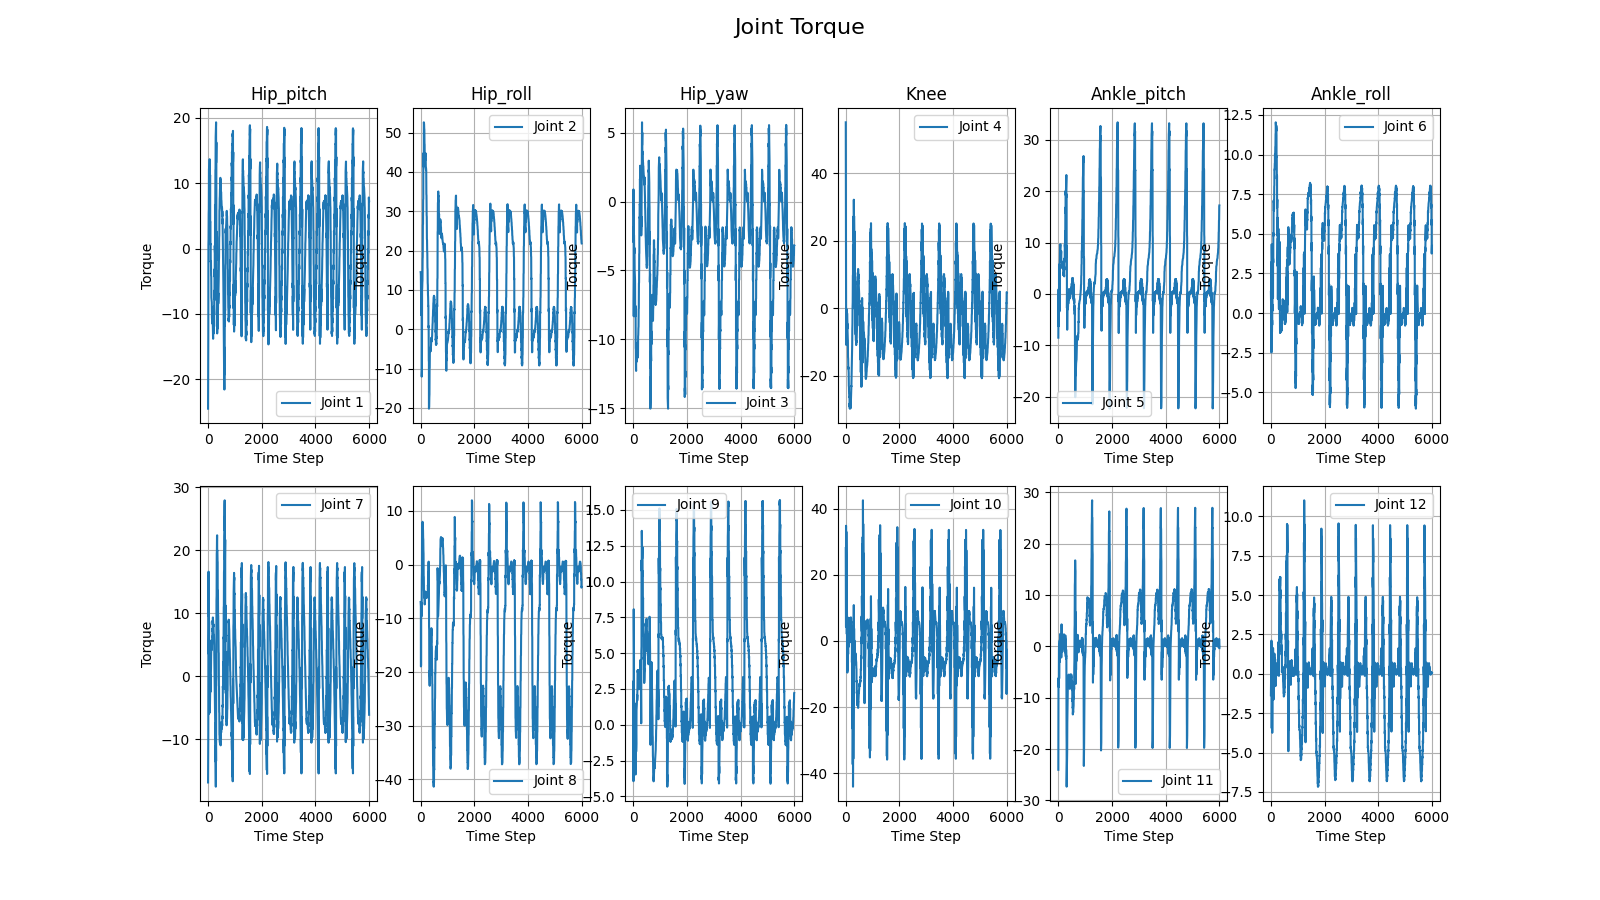 Joint Torque
Hip_pitch Hip_roll Hip_yaw Knee Ankle_pitch Ankle_roll
Torque
20
10
0
−10
−20
0 2000 4000 6000
Time Step
Joint 1
Torque
50
40
30
20
10
0
−10
−20
0 2000 4000 6000
Time Step
Joint 2
Torque
5
0
−5
−10
−15
0 2000 4000 6000
Time Step
Joint 3
Torque
40
20
0
−20
0 2000 4000 6000
Time Step
Joint 4
Torque
30
20
10
0
−10
−20
0 2000 4000 6000
Time Step
Joint 5
Torque
12.5
10.0
7.5
5.0
2.5
0.0
−2.5
−5.0
0 2000 4000 6000
Time Step
Joint 6
Torque
30
20
10
0
−10
0 2000 4000 6000
Time Step
Joint 7
Torque
10
0
−10
−20
−30
−40
0 2000 4000 6000
Time Step
Joint 8
Torque
15.0
12.5
10.0
7.5
5.0
2.5
0.0
−2.5
−5.0
0 2000 4000 6000
Time Step
Joint 9
Torque
40
20
0
−20
−40
0 2000 4000 6000
Time Step
Joint 10
Torque
30
20
10
0
−10
−20
−30
0 2000 4000 6000
Time Step
Joint 11
Torque
10.0
7.5
5.0
2.5
0.0
−2.5
−5.0
−7.5
0 2000 4000 6000
Time Step
Joint 12